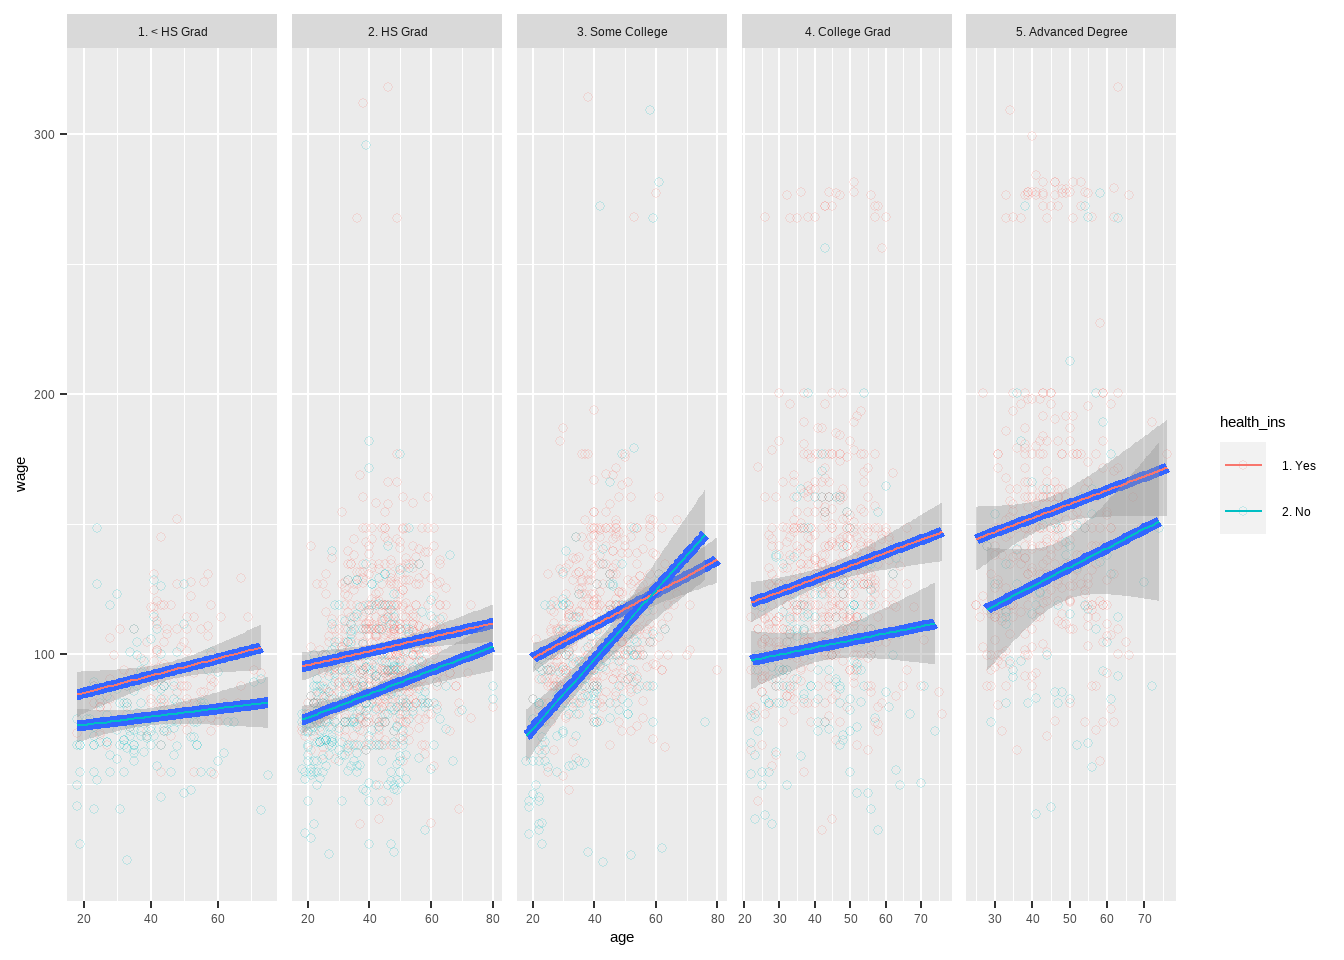 1. < HS Grad
2. HS Grad
3. Some College
4. College Grad
5. Advanced Degree
300
200
100
wage
20 40 60
20 40 60 80
20 40 60 80
20 30 40 50 60 70
30 40 50 60 70
age
health_ins
1. Yes
2. No